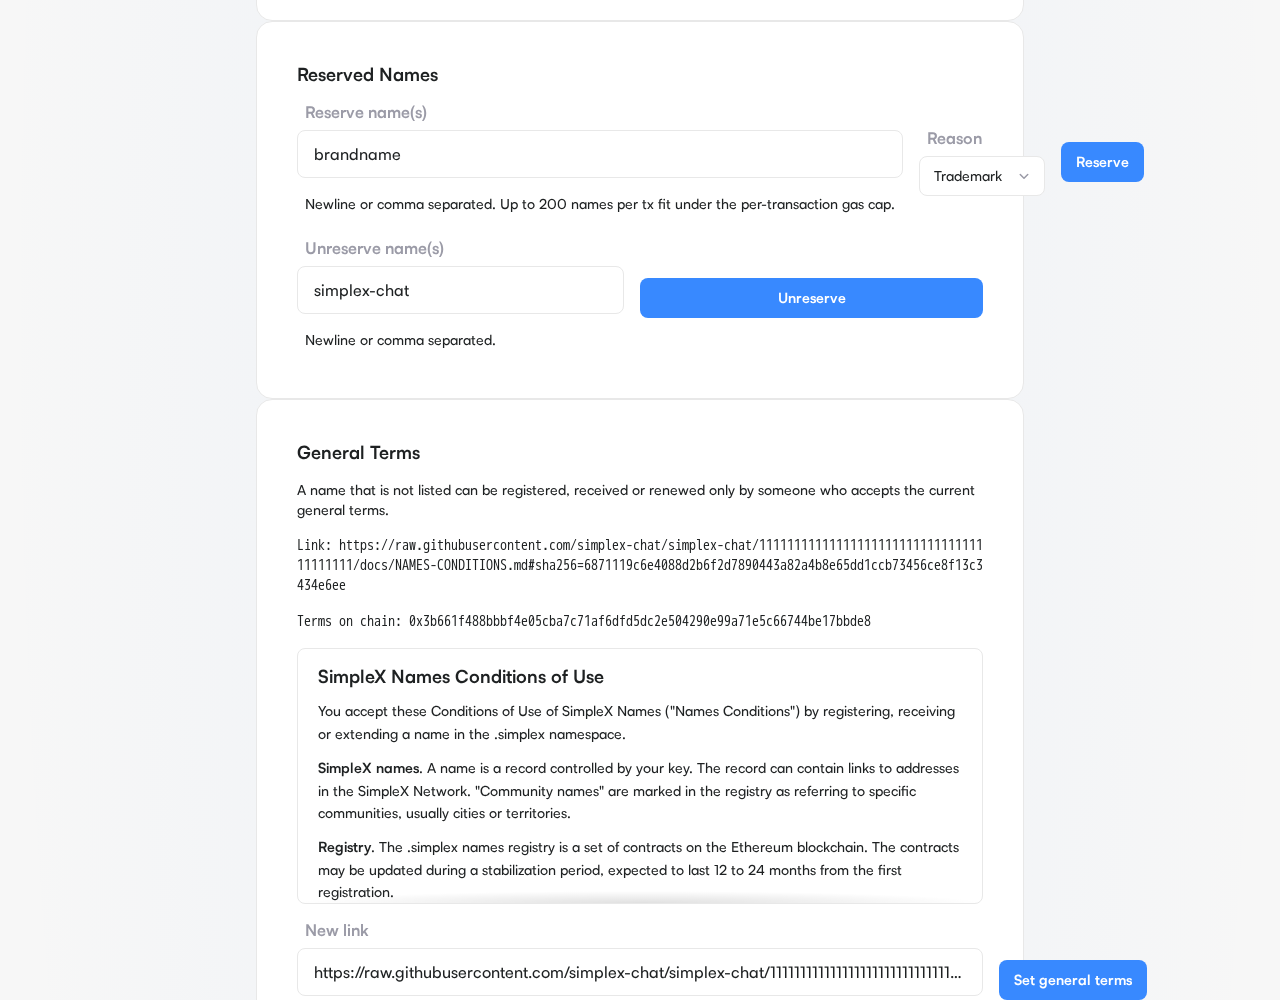 Reserved Names
Reserve name(s)
brandname
Reason
Trademark
Reserve
Newline or comma separated. Up to 200 names per tx fit under the per-transaction gas cap.
Unreserve name(s)
simplex-chat
Unreserve
Newline or comma separated.
General Terms
A name that is not listed can be registered, received or renewed only by someone who accepts the current
general terms.
Link: https://raw.githubusercontent.com/simplex-chat/simplex-chat/11111111111111111111111111111111
11111111/docs/NAMES-CONDITIONS.md#sha256=6871119c6e4088d2b6f2d7890443a82a4b8e65dd1ccb73456ce8f13c3
434e6ee
Terms on chain: 0x3b661f488bbbf4e05cba7c71af6dfd5dc2e504290e99a71e5c66744be17bbde8
SimpleX Names Conditions of Use
You accept these Conditions of Use of SimpleX Names ("Names Conditions") by registering, receiving
or extending a name in the .simplex namespace.
SimpleX names. A name is a record controlled by your key. The record can contain links to addresses
in the SimpleX Network. "Community names" are marked in the registry as referring to specific
communities, usually cities or territories.
Registry. The .simplex names registry is a set of contracts on the Ethereum blockchain. The contracts
may be updated during a stabilization period, expected to last 12 to 24 months from the first
registration.
New link
https://raw.githubusercontent.com/simplex-chat/simplex-chat/111111111111111111111111111111...
Set general terms